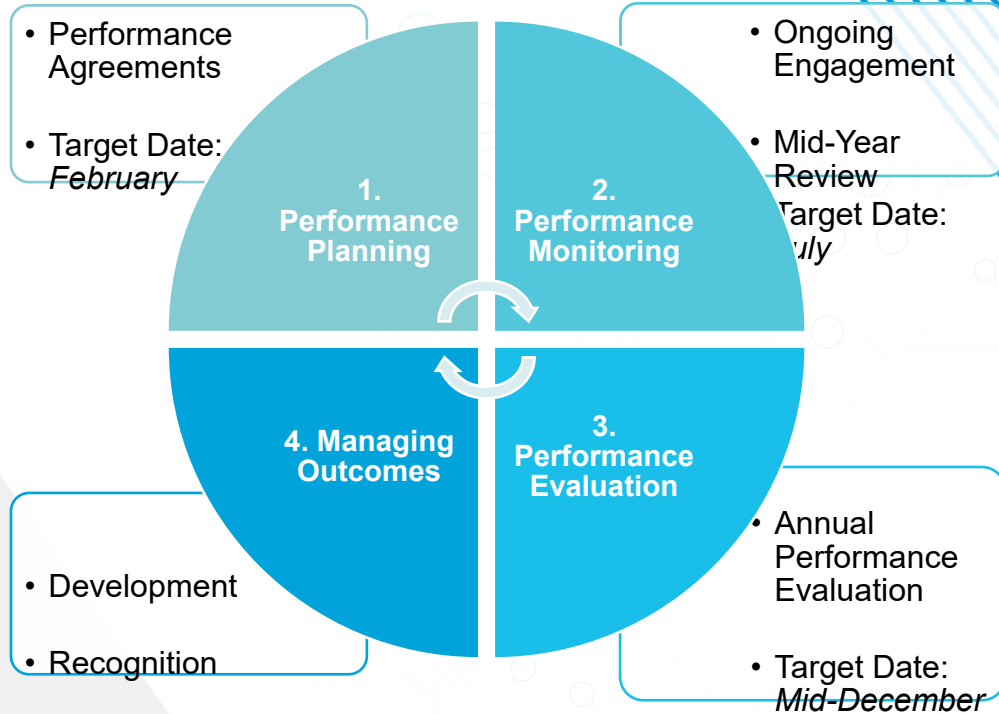 • Performance
Agreements
• Target Date:
February
1.
Performance
Planning
• Ongoing
Engagement
• Mid-Year
Review
Target Date:
uly
2.
Performance
Monitoring
4. Managing
Outcomes
• Development
• Recognition
3.
Performance
Evaluation
• Annual
Performance
Evaluation
• Target Date:
Mid-December